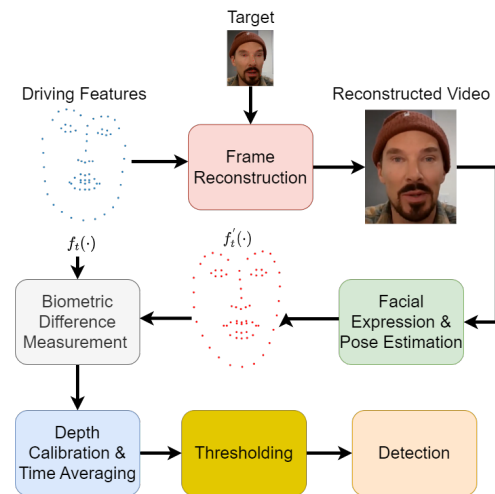 Target
Driving Features
Reconstructed Video
Frame
Reconstruction
f_t(·)
f_t'(·)
Biometric
Difference
Measurement
Facial
Expression &
Pose Estimation
Depth
Calibration &
Time Averaging
Thresholding
Detection